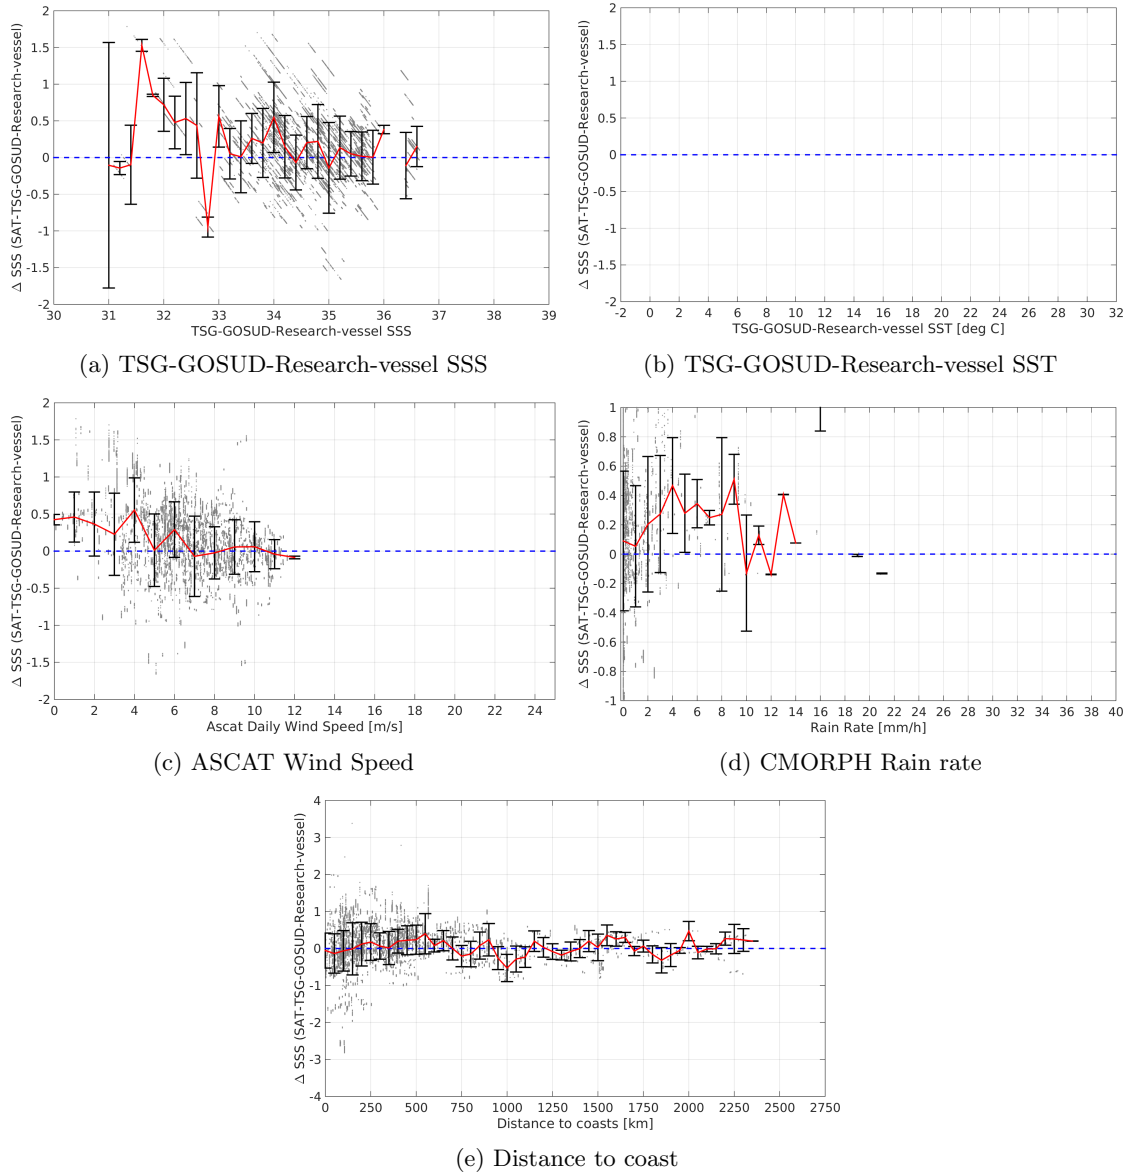 2
1.5
1
0.5
0
-0.5
-1
-1.5
-2
Δ SSS (SAT-TSG-GOSUD-Research-vessel)
30 31 32 33 34 35 36 37 38 39
TSG-GOSUD-Research-vessel SSS
(a) TSG-GOSUD-Research-vessel SSS
2
1.5
1
0.5
0
-0.5
-1
-1.5
-2
Δ SSS (SAT-TSG-GOSUD-Research-vessel)
-2 0 2 4 6 8 10 12 14 16 18 20 22 24 26 28 30 32
TSG-GOSUD-Research-vessel SST [deg C]
(b) TSG-GOSUD-Research-vessel SST
2
1.5
1
0.5
0
-0.5
-1
-1.5
-2
Δ SSS (SAT-TSG-GOSUD-Research-vessel)
0 2 4 6 8 10 12 14 16 18 20 22 24
Ascat Daily Wind Speed [m/s]
(c) ASCAT Wind Speed
1
0.8
0.6
0.4
0.2
0
-0.2
-0.4
-0.6
-0.8
-1
Δ SSS (SAT-TSG-GOSUD-Research-vessel)
0 2 4 6 8 10 12 14 16 18 20 22 24 26 28 30 32 34 36 38 40
Rain Rate [mm/h]
(d) CMORPH Rain rate
4
3
2
1
0
-1
-2
-3
-4
Δ SSS (SAT-TSG-GOSUD-Research-vessel)
0 250 500 750 1000 1250 1500 1750 2000 2250 2500 2750
Distance to coasts [km]
(e) Distance to coast